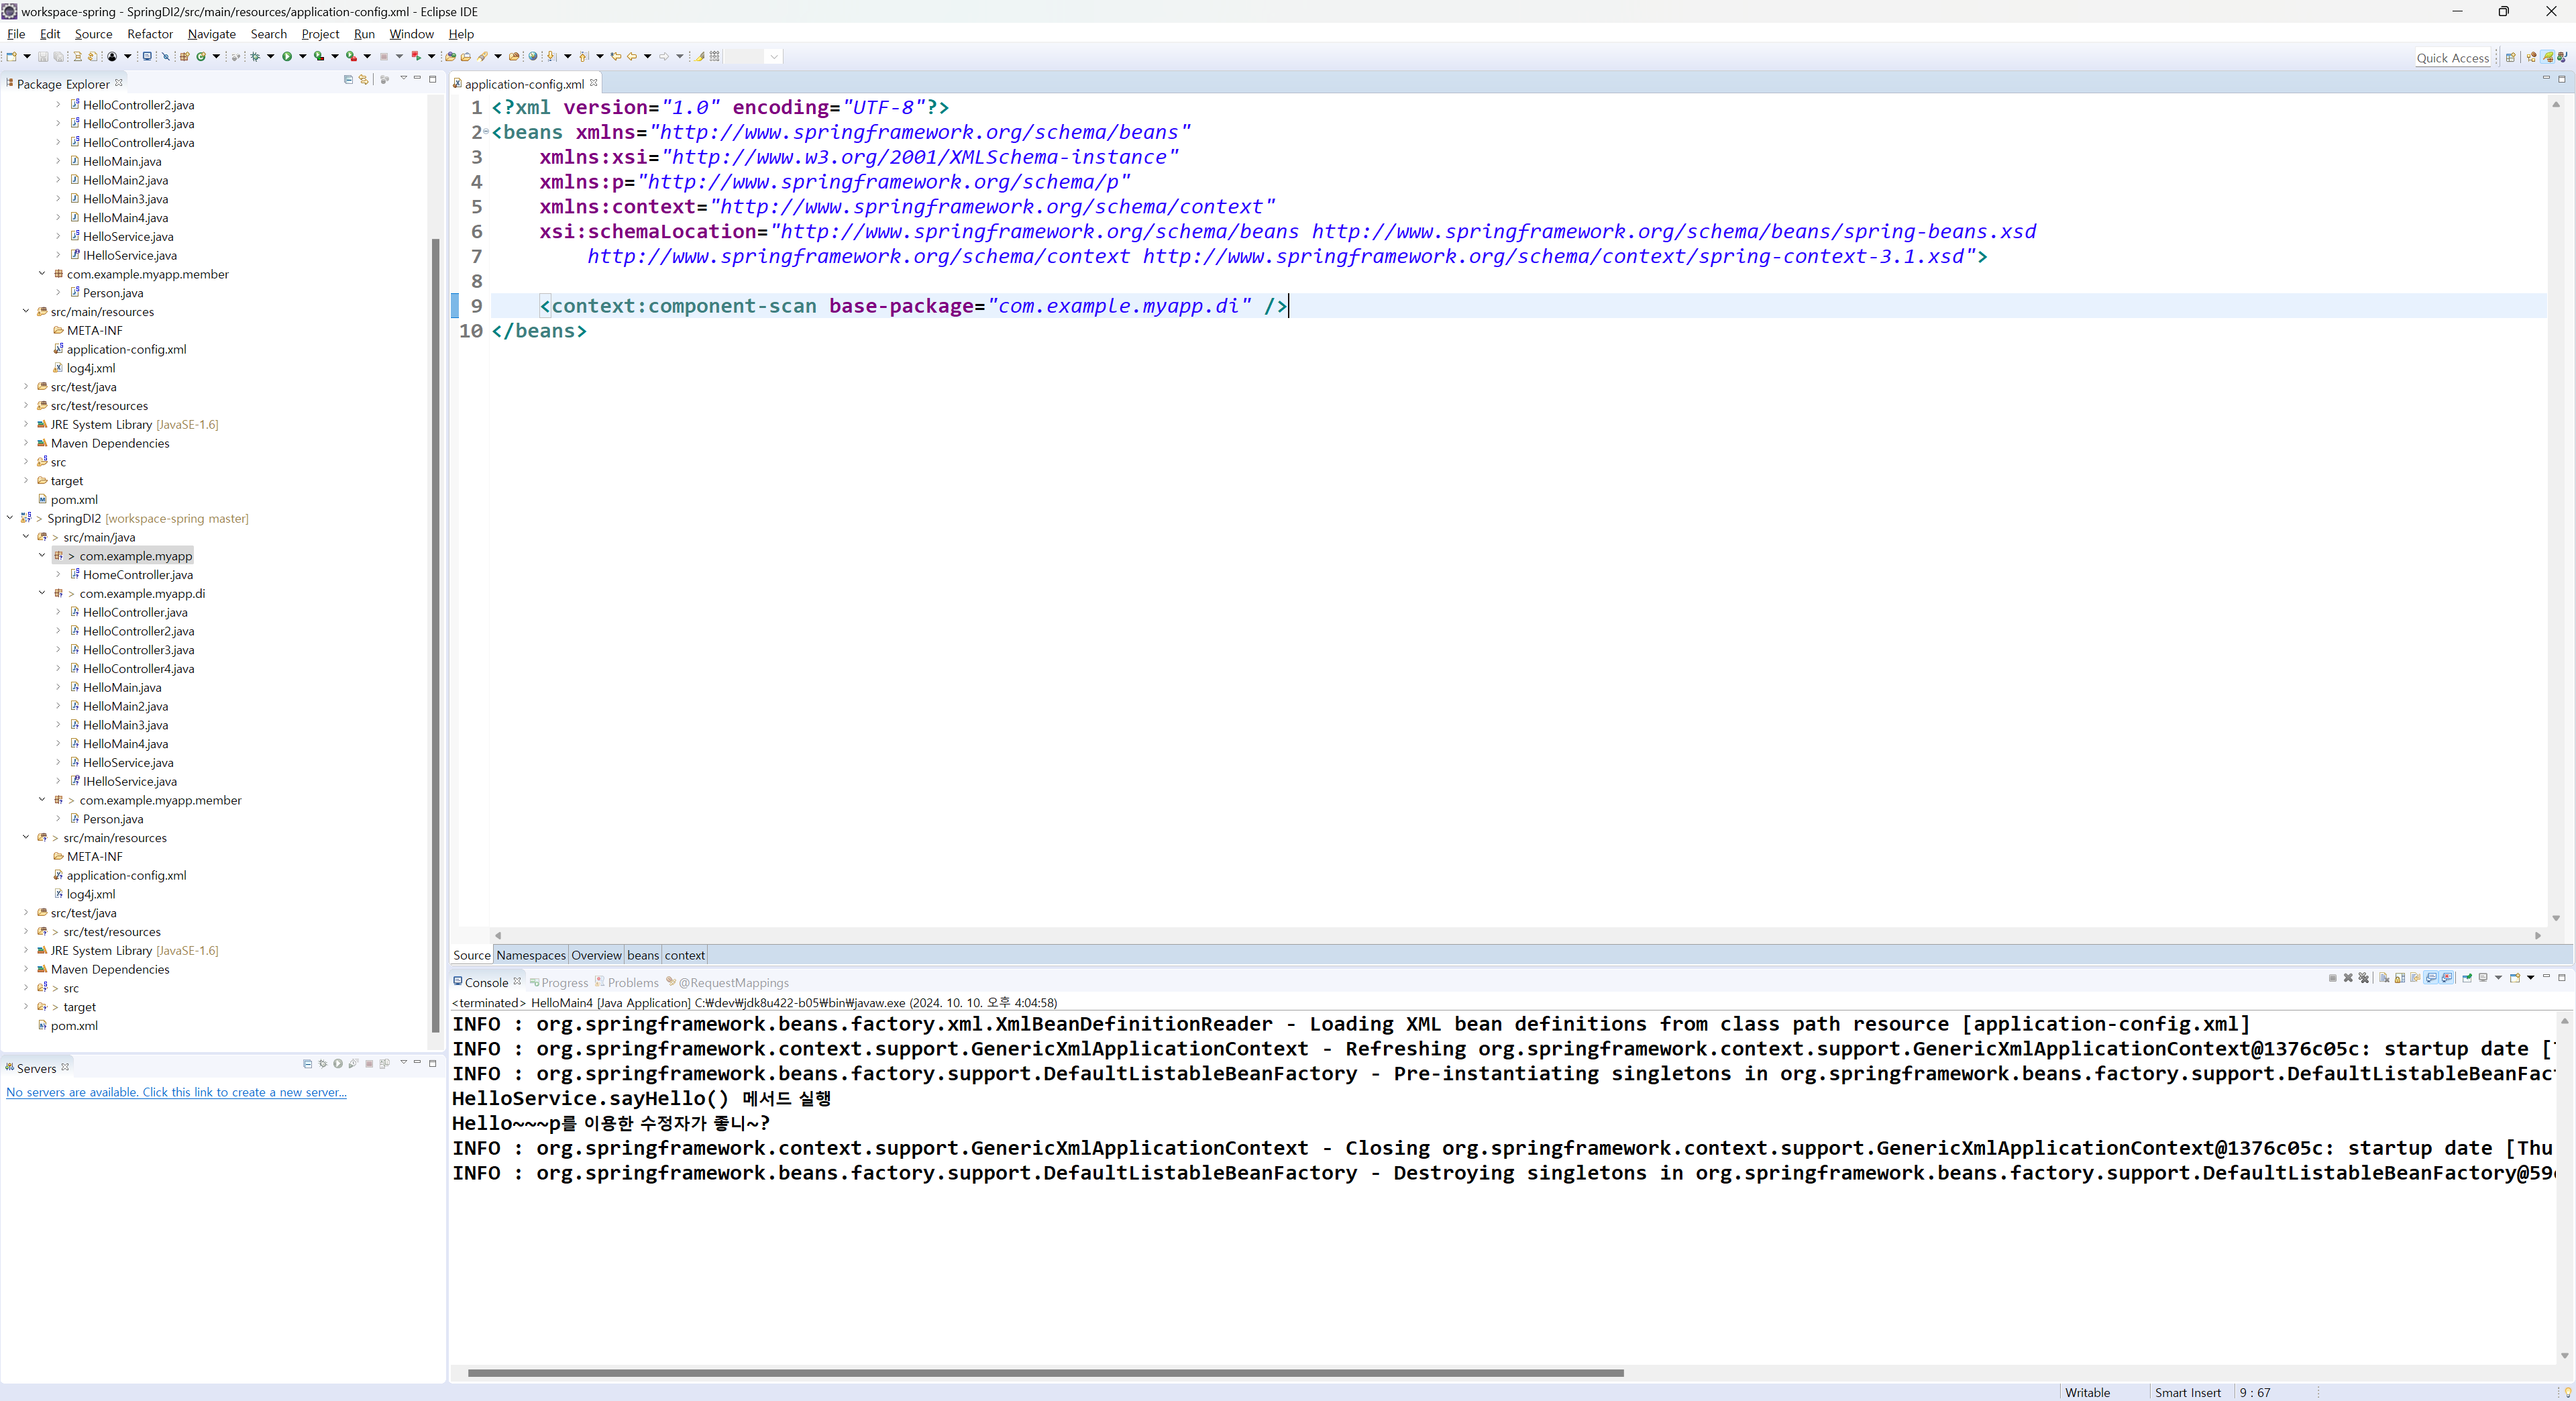 workspace-spring - SpringDI2/src/main/resources/application-config.xml - Eclipse IDE
File Edit Source Refactor Navigate Search Project Run Window Help
Quick Access
Package Explorer
HelloController2.java
HelloController3.java
HelloController4.java
HelloMain.java
HelloMain2.java
HelloMain3.java
HelloMain4.java
HelloService.java
IHelloService.java
com.example.myapp.member
Person.java
src/main/resources
META-INF
application-config.xml
log4j.xml
src/test/java
src/test/resources
JRE System Library [JavaSE-1.6]
Maven Dependencies
src
target
pom.xml
> SpringDI2 [workspace-spring master]
> src/main/java
> com.example.myapp
HomeController.java
> com.example.myapp.di
HelloController.java
HelloController2.java
HelloController3.java
HelloController4.java
HelloMain.java
HelloMain2.java
HelloMain3.java
HelloMain4.java
HelloService.java
IHelloService.java
> com.example.myapp.member
Person.java
> src/main/resources
META-INF
application-config.xml
log4j.xml
src/test/java
> src/test/resources
JRE System Library [JavaSE-1.6]
Maven Dependencies
> src
> target
pom.xml
Servers
No servers are available. Click this link to create a new server...
application-config.xml
1 <?xml version="1.0" encoding="UTF-8"?>
2 <beans xmlns="http://www.springframework.org/schema/beans"
3 xmlns:xsi="http://www.w3.org/2001/XMLSchema-instance"
4 xmlns:p="http://www.springframework.org/schema/p"
5 xmlns:context="http://www.springframework.org/schema/context"
6 xsi:schemaLocation="http://www.springframework.org/schema/beans http://www.springframework.org/schema/beans/spring-beans.xsd
7 http://www.springframework.org/schema/context http://www.springframework.org/schema/context/spring-context-3.1.xsd">
8
9 <context:component-scan base-package="com.example.myapp.di" />
10 </beans>
Source Namespaces Overview beans context
Console Progress Problems @RequestMappings
<terminated> HelloMain4 [Java Application] C:₩dev₩jdk8u422-b05₩bin₩javaw.exe (2024. 10. 10. 오후 4:04:58)
INFO : org.springframework.beans.factory.xml.XmlBeanDefinitionReader - Loading XML bean definitions from class path resource [application-config.xml]
INFO : org.springframework.context.support.GenericXmlApplicationContext - Refreshing org.springframework.context.support.GenericXmlApplicationContext@1376c05c: startup date [
INFO : org.springframework.beans.factory.support.DefaultListableBeanFactory - Pre-instantiating singletons in org.springframework.beans.factory.support.DefaultListableBeanFac
HelloService.sayHello() 메서드 실행
Hello~~~p를 이용한 수정자가 좋니~?
INFO : org.springframework.context.support.GenericXmlApplicationContext - Closing org.springframework.context.support.GenericXmlApplicationContext@1376c05c: startup date [Thu
INFO : org.springframework.beans.factory.support.DefaultListableBeanFactory - Destroying singletons in org.springframework.beans.factory.support.DefaultListableBeanFactory@59
Writable Smart Insert 9 : 67